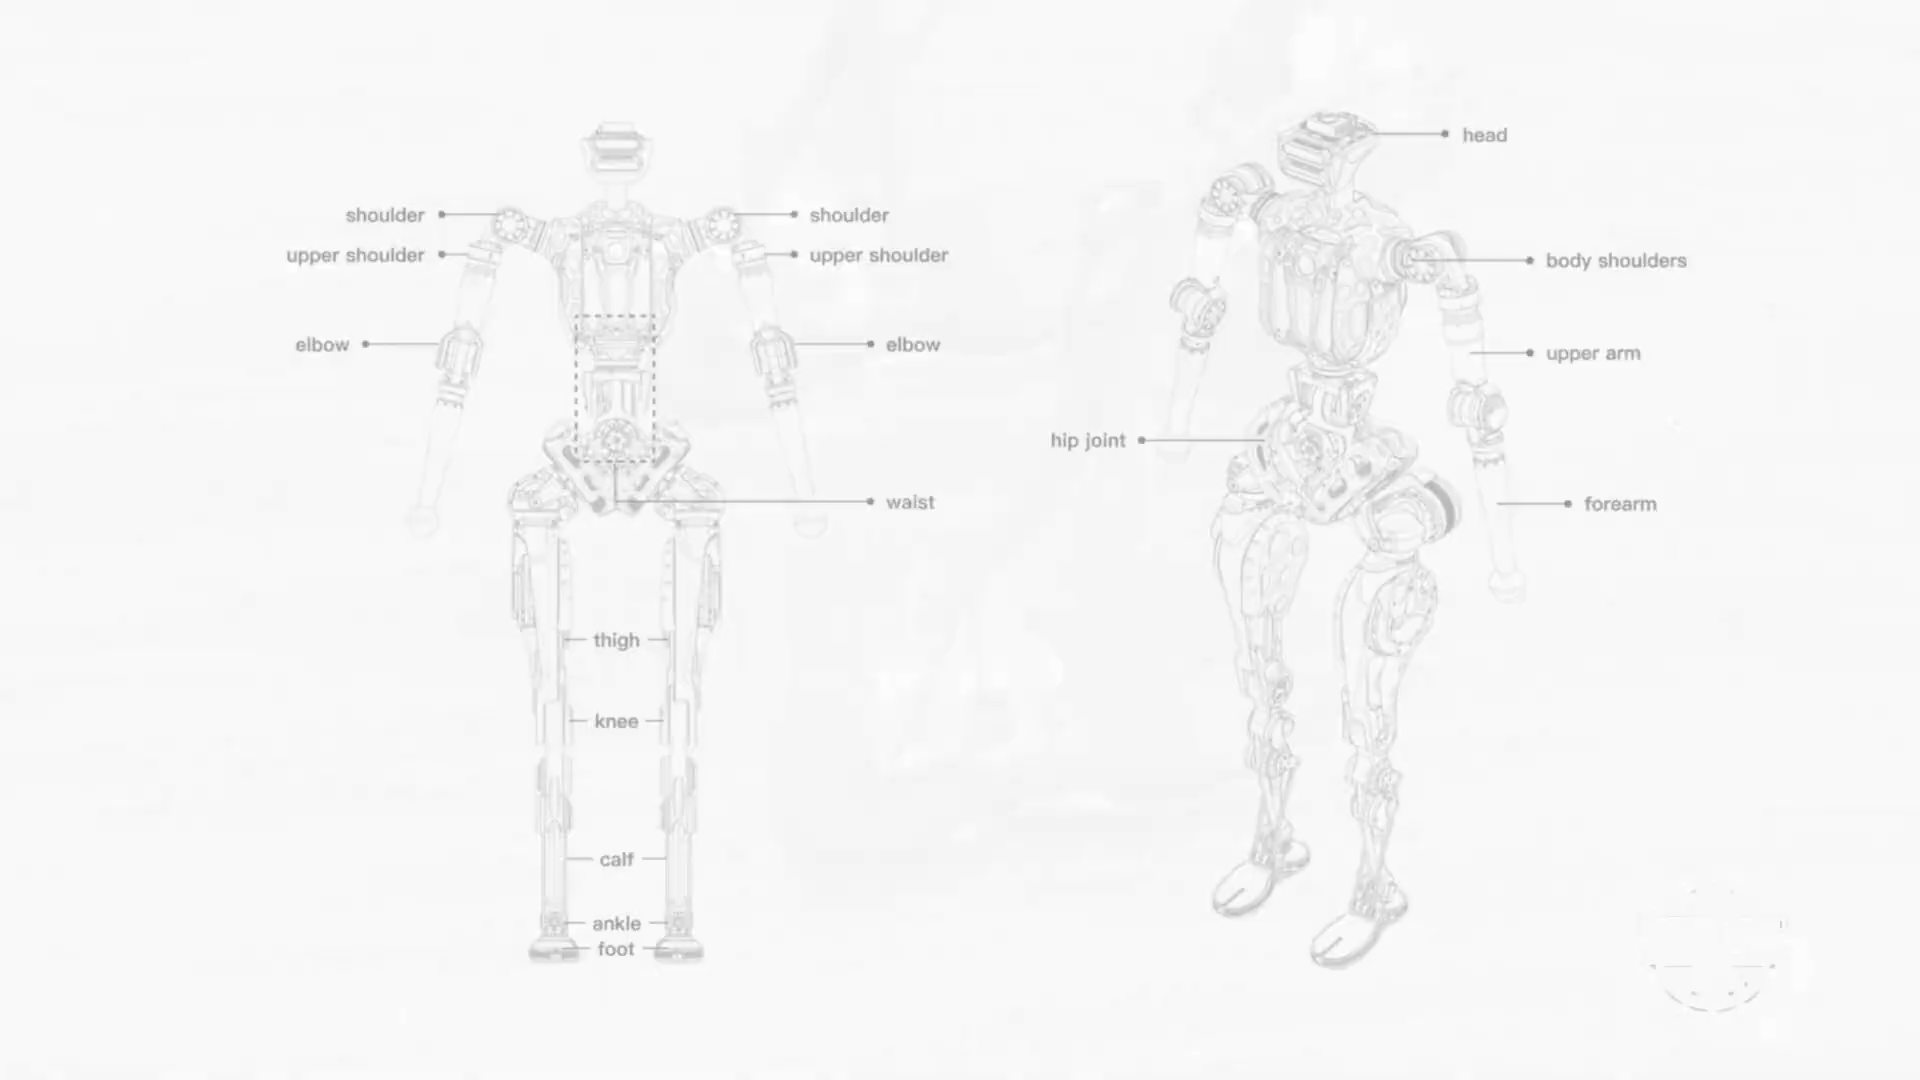 head
shoulder
shoulder
upper shoulder
upper shoulder
body shoulders
elbow
elbow
upper arm
hip joint
waist
forearm
thigh
knee
calf
ankle
foot